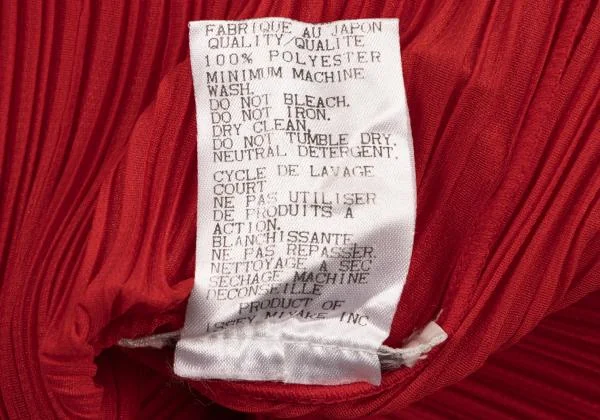 FABRIQUE AU JAPON
QUALITY/QUALITE
100% POLYESTER
MINIMUM MACHINE
WASH.
DO NOT BLEACH.
DO NOT IRON.
DRY CLEAN.
DO NOT TUMBLE DRY.
NEUTRAL DETERGENT.
CYCLE DE LAVAGE
COURT
NE PAS UTILISER
DE PRODUITS A
ACTION.
BLANCHISSANTE
NE PAS REPASSER.
NETTOYAGE A SEC
SECHAGE MACHINE
DECONSEILLE
PRODUCT OF
ISSEY MIYAKE INC